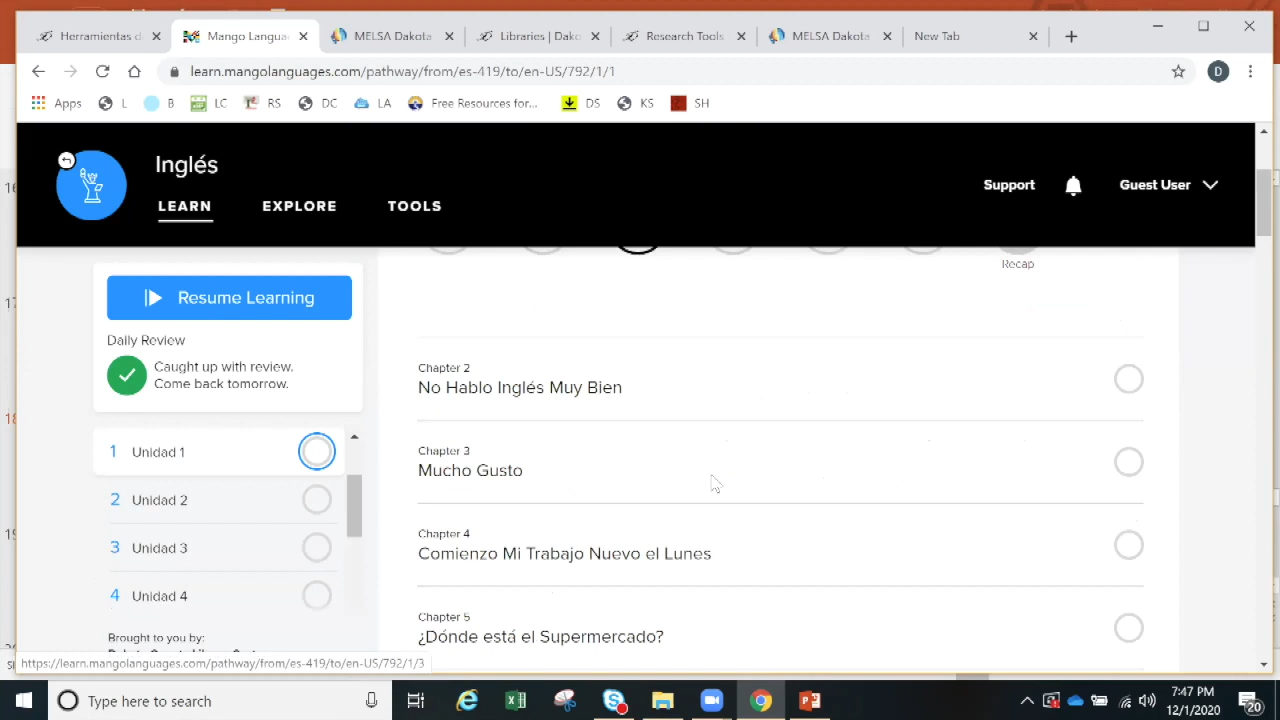 Herramientas d
Mango Langua
MELSA Dakota
Libraries | Dako
Research Tools
MELSA Dakota
New Tab
learn.mangolanguages.com/pathway/from/es-419/to/en-US/792/1/1
D
Apps
L
B
LC
RS
DC
LA
Free Resources for...
DS
KS
SH
Inglés
LEARN
EXPLORE
TOOLS
Support
Guest User
Recap
Resume Learning
Daily Review
Caught up with review.
Come back tomorrow.
1 Unidad 1
2 Unidad 2
3 Unidad 3
4 Unidad 4
Brought to you by:
Chapter 2
No Hablo Inglés Muy Bien
Chapter 3
Mucho Gusto
Chapter 4
Comienzo Mi Trabajo Nuevo el Lunes
Chapter 5
¿Dónde está el Supermercado?
https://learn.mangolanguages.com/pathway/from/es-419/to/en-US/792/1/3
Type here to search
7:47 PM
12/1/2020
20